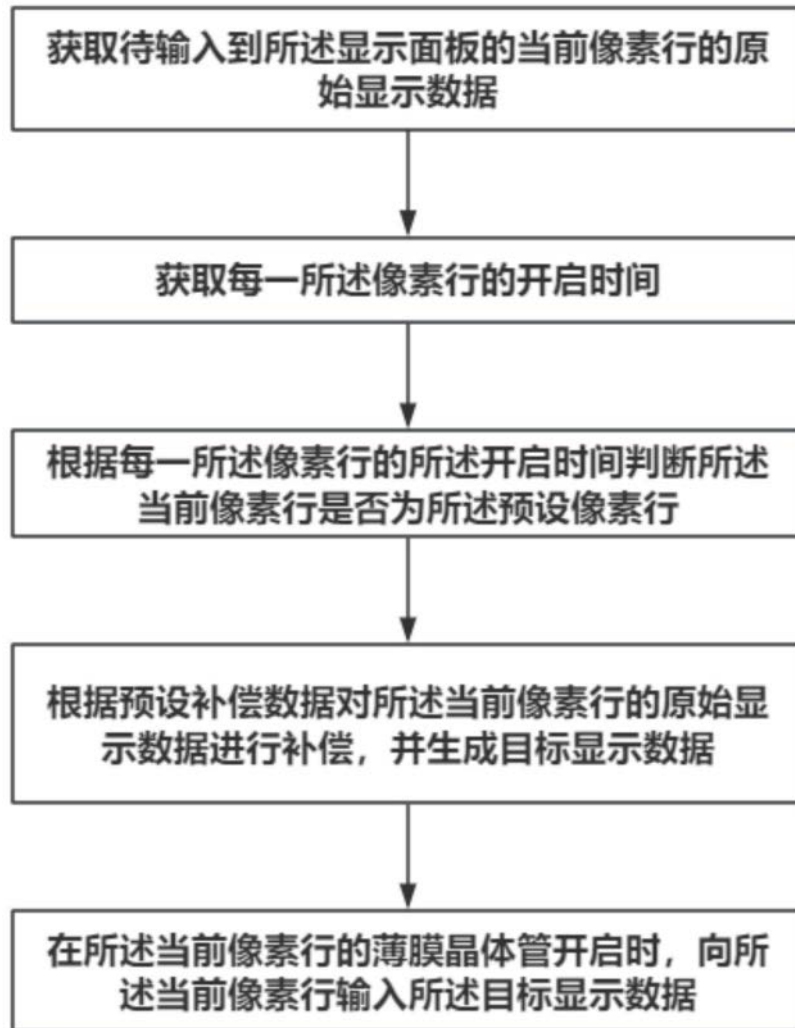 获取待输入到所述显示面板的当前像素行的原
始显示数据
获取每一所述像素行的开启时间
根据每一所述像素行的所述开启时间判断所述
当前像素行是否为所述预设像素行
根据预设补偿数据对所述当前像素行的原始显
示数据进行补偿，并生成目标显示数据
在所述当前像素行的薄膜晶体管开启时，向所
述当前像素行输入所述目标显示数据